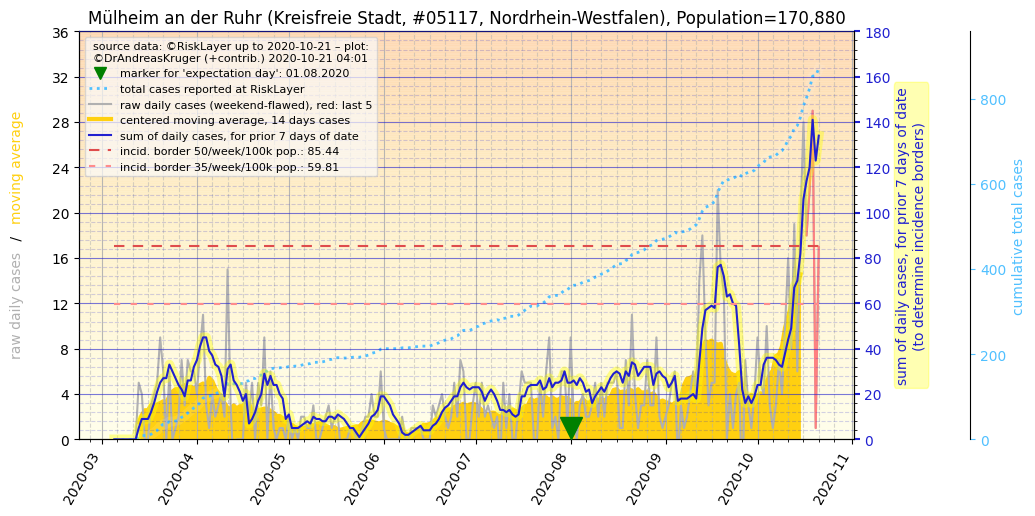 Mülheim an der Ruhr (Kreisfreie Stadt, #05117, Nordrhein-Westfalen), Population=170,880
source data: ©RiskLayer up to 2020-10-21 – plot:
©DrAndreasKruger (+contrib.) 2020-10-21 04:01
marker for 'expectation day': 01.08.2020
total cases reported at RiskLayer
raw daily cases (weekend-flawed), red: last 5
centered moving average, 14 days cases
sum of daily cases, for prior 7 days of date
incid. border 50/week/100k pop.: 85.44
incid. border 35/week/100k pop.: 59.81
raw daily cases / moving average
36
32
28
24
20
16
12
8
4
0
2020-03
2020-04
2020-05
2020-06
2020-07
2020-08
2020-09
2020-10
2020-11
180
160
140
120
100
80
60
40
20
0
sum of daily cases, for prior 7 days of date
(to determine incidence borders)
800
600
400
200
0
cumulative total cases